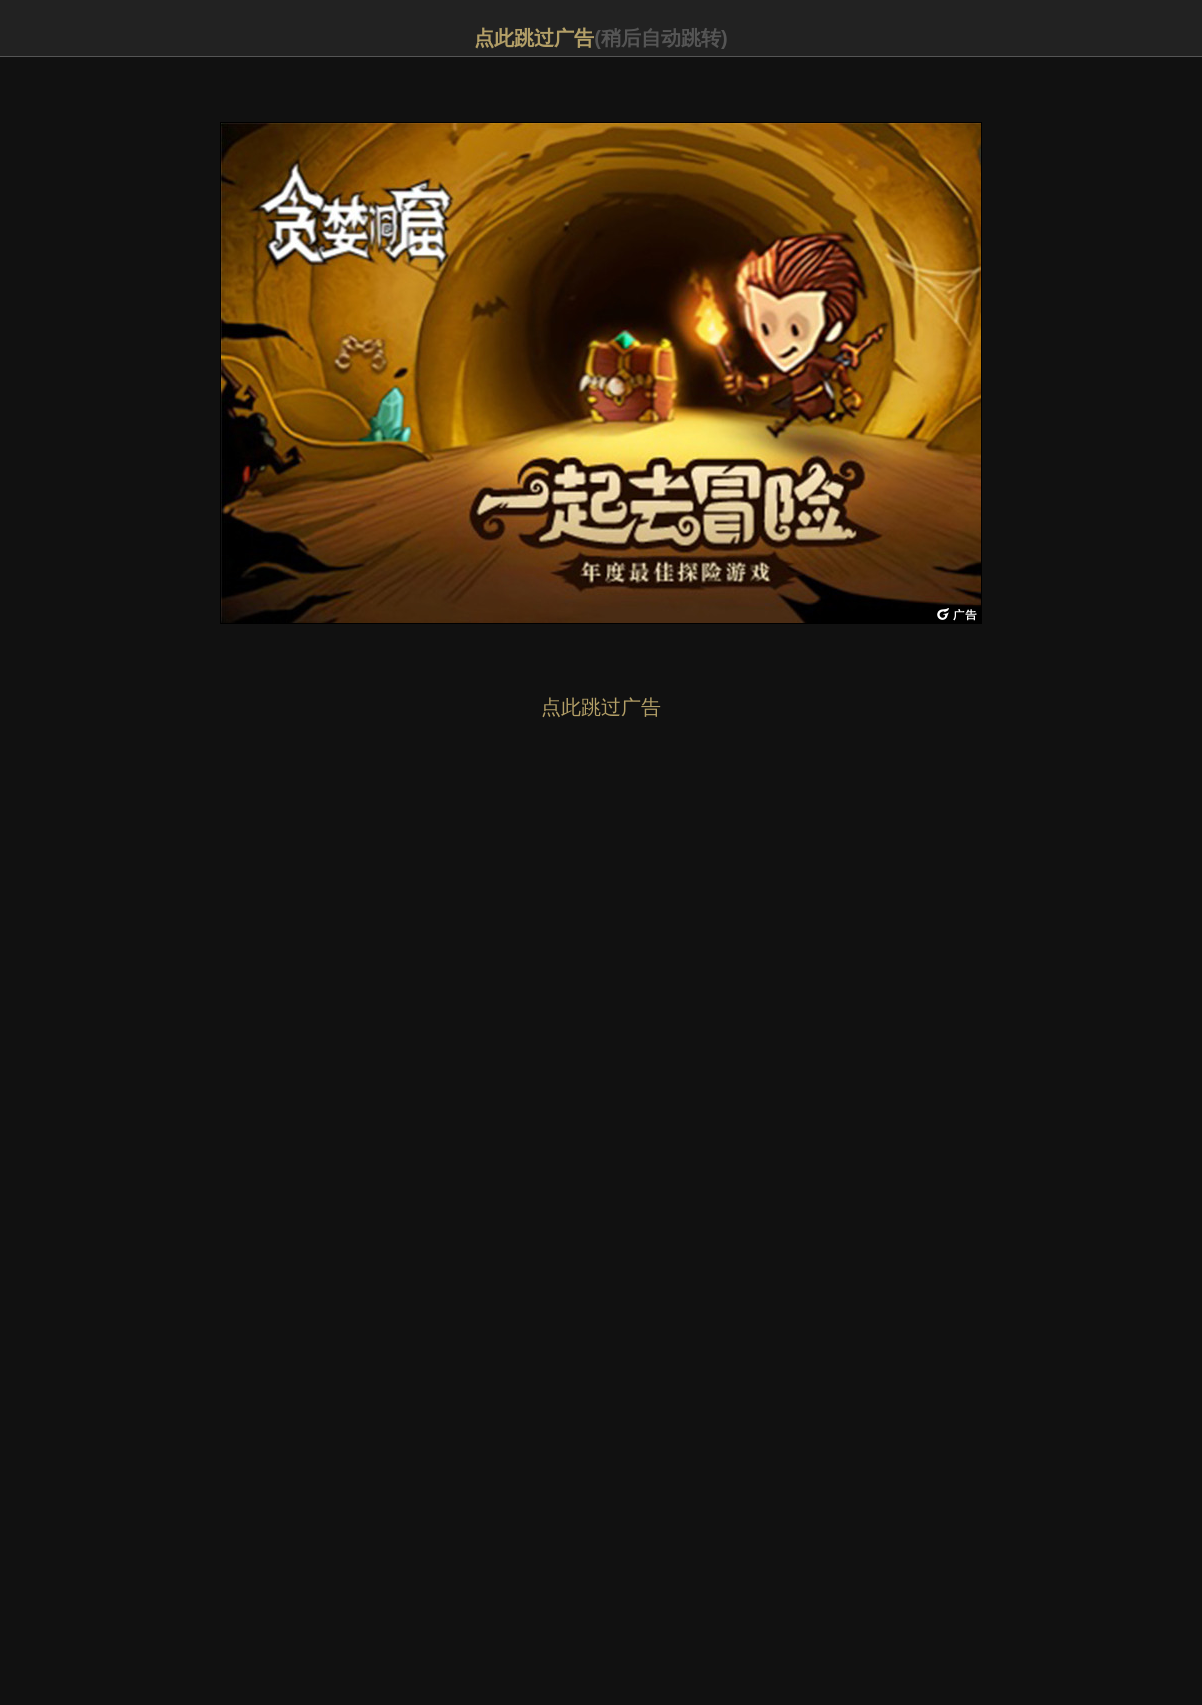 点此跳过广告(稍后自动跳转)
贪婪洞窟
一起去冒险
年度最佳探险游戏
广告
点此跳过广告